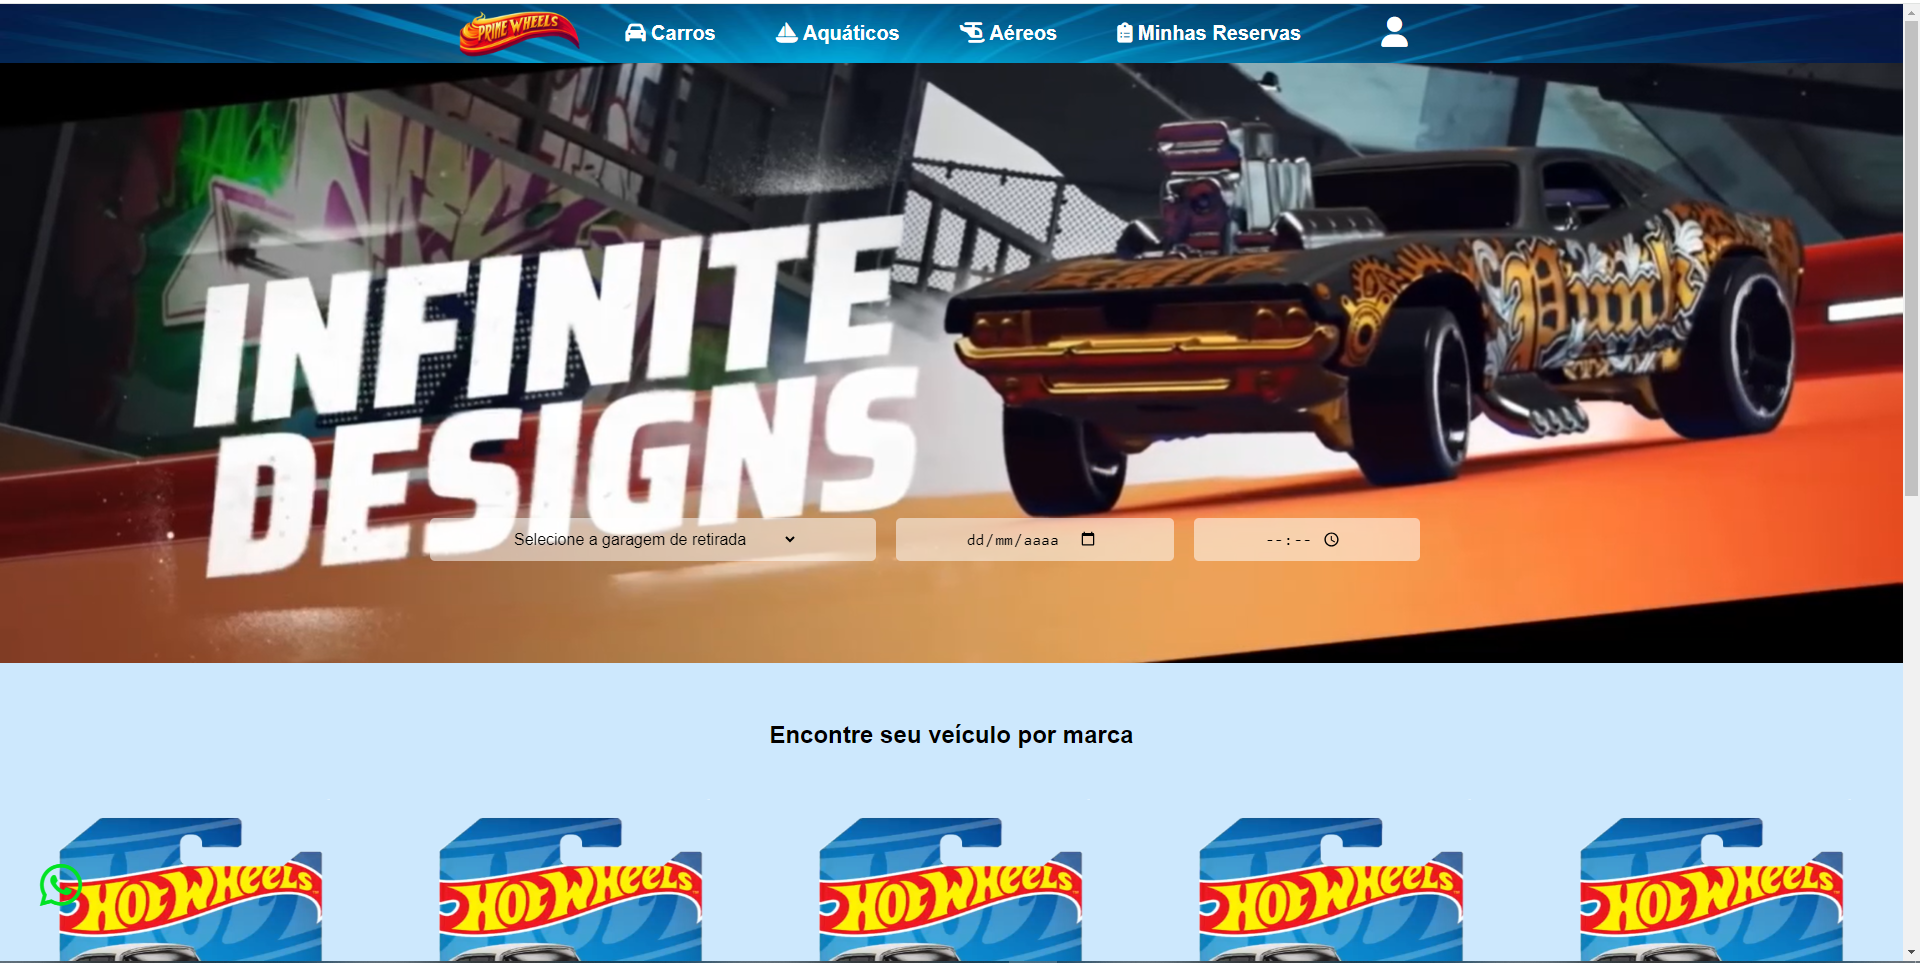 PRIME WHEELS
Carros
Aquáticos
Aéreos
Minhas Reservas
INFINITE
DESIGNS
Punk
Selecione a garagem de retirada
dd/mm/aaaa
--:--
Encontre seu veículo por marca
HOT WHEELS
HOT WHEELS
HOT WHEELS
HOT WHEELS
HOT WHEELS